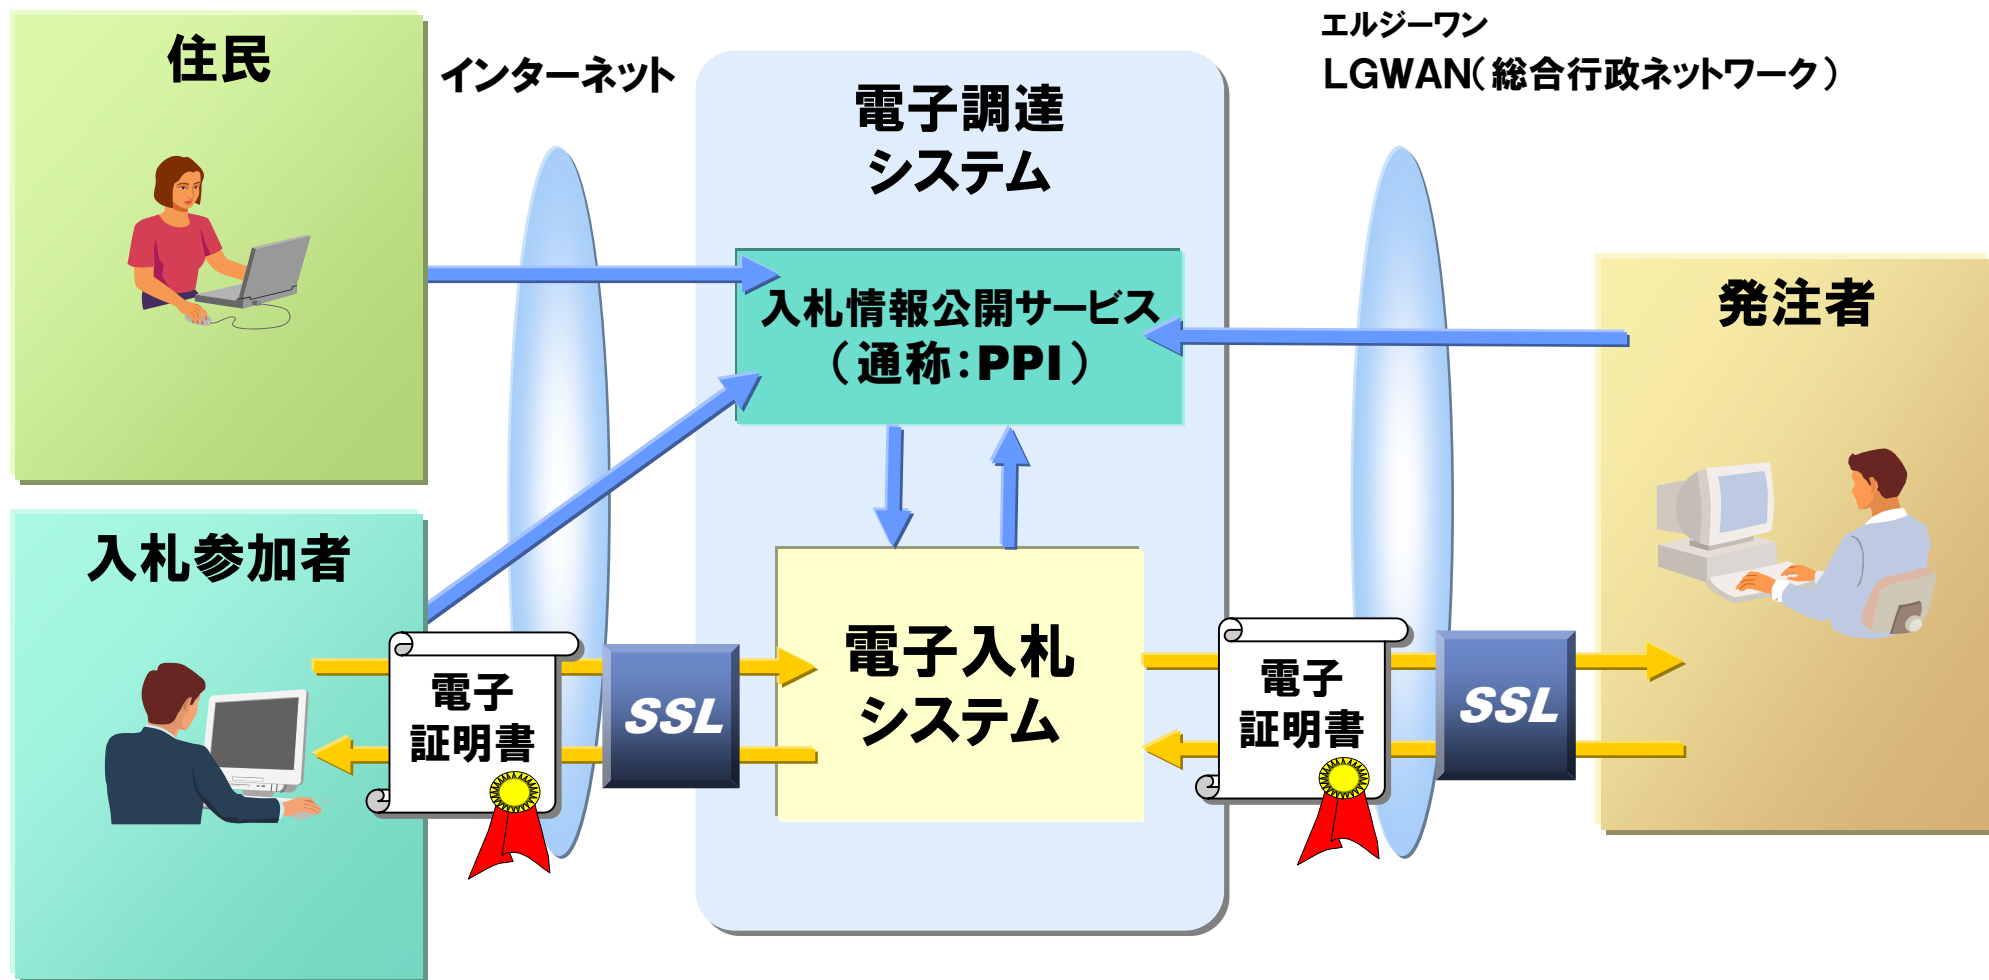 住民
インターネット
エルジーワン
LGWAN(総合行政ネットワーク)
電子調達
システム
入札情報公開サービス
(通称:PPI)
発注者
入札参加者
電子
証明書
SSL
電子入札
システム
電子
証明書
SSL